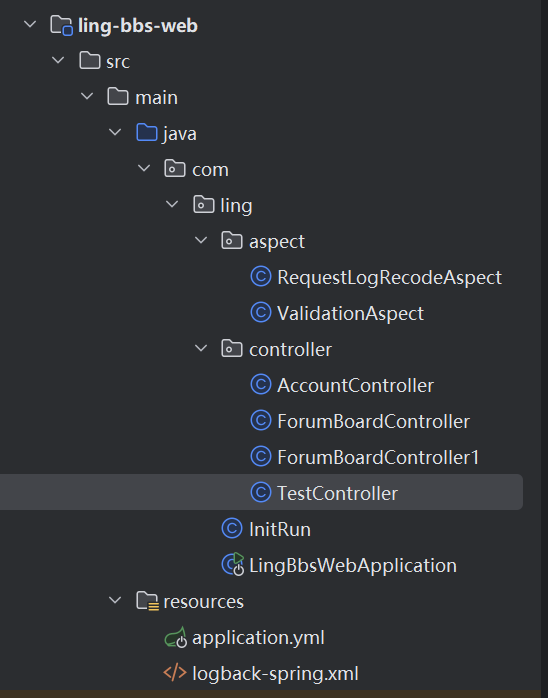 ling-bbs-web
src
main
java
com
ling
aspect
RequestLogRecodeAspect
ValidationAspect
controller
AccountController
ForumBoardController
ForumBoardController1
TestController
InitRun
LingBbsWebApplication
resources
application.yml
logback-spring.xml